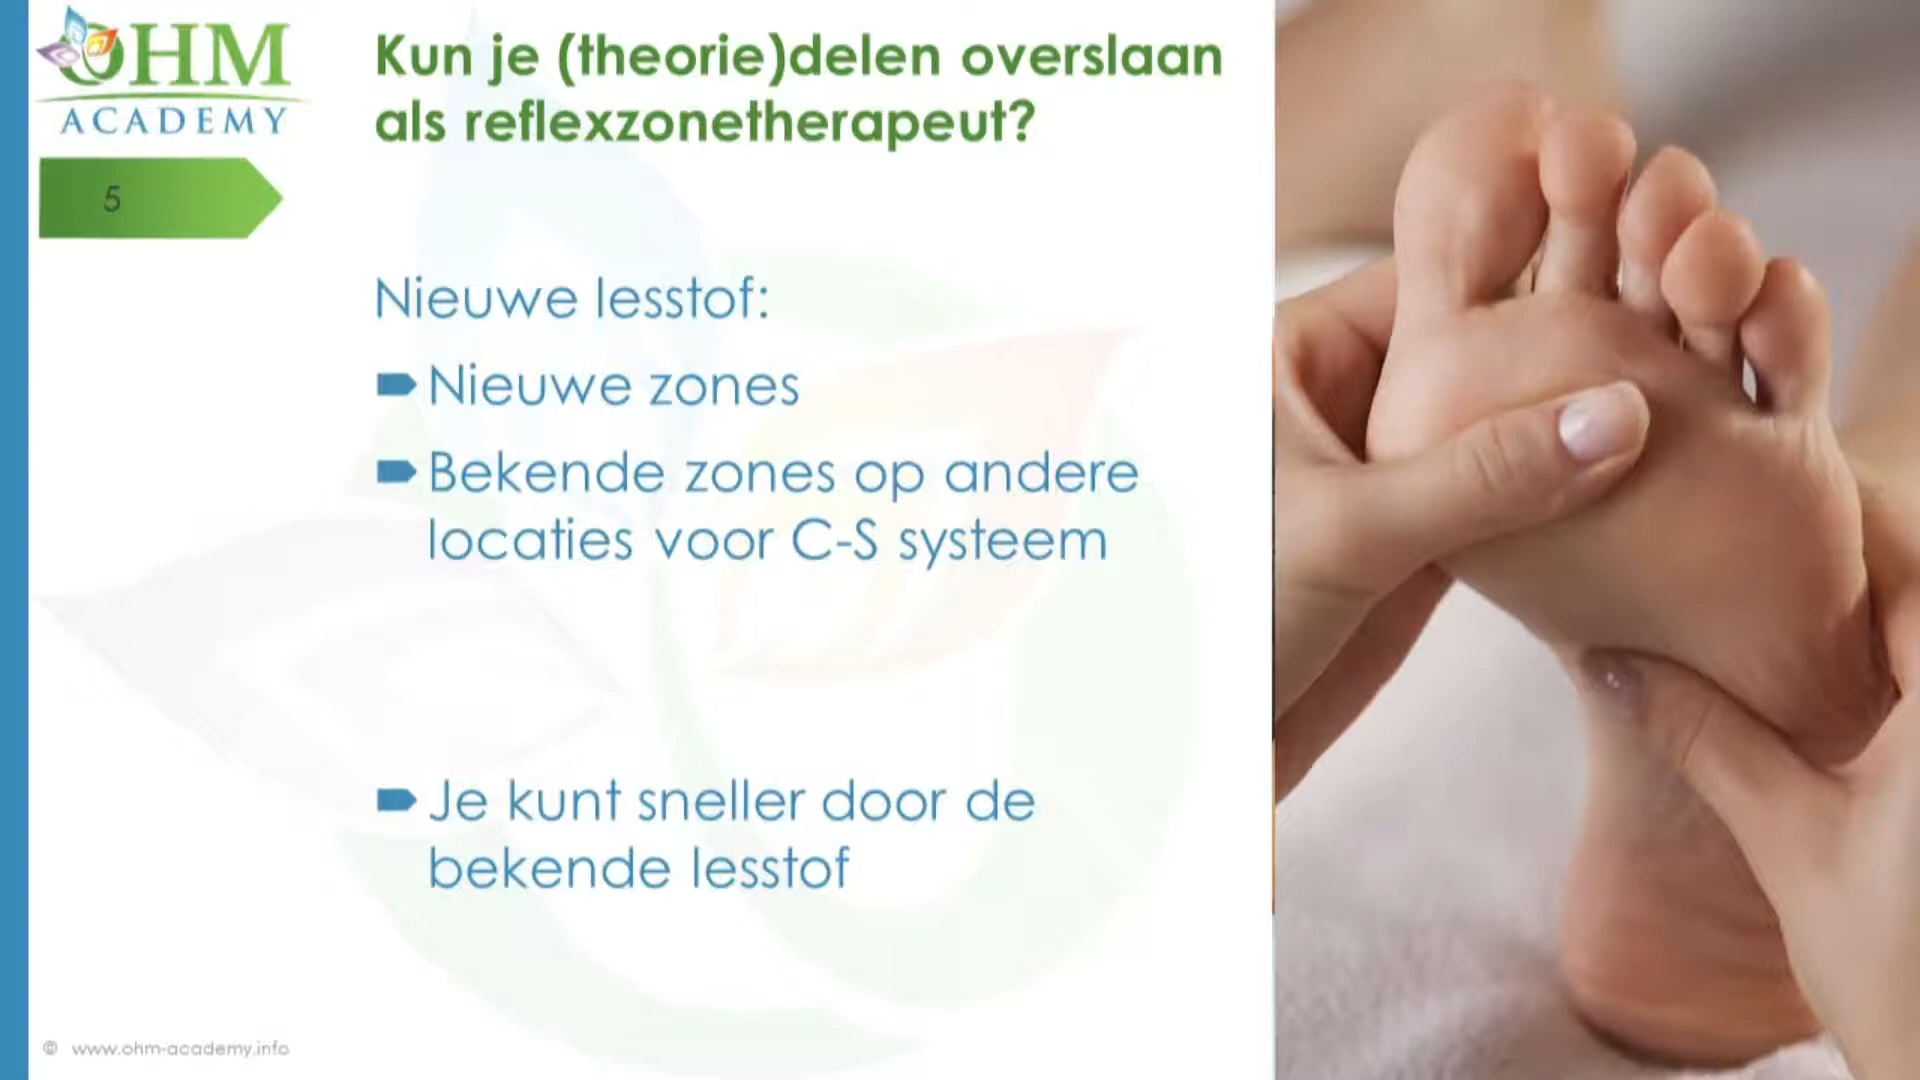 OHM
ACADEMY
Kun je (theorie)delen overslaan
als reflexzonetherapeut?
5
Nieuwe lesstof:
Nieuwe zones
Bekende zones op andere
locaties voor C-S systeem
Je kunt sneller door de
bekende lesstof
© www.ohm-academy.info